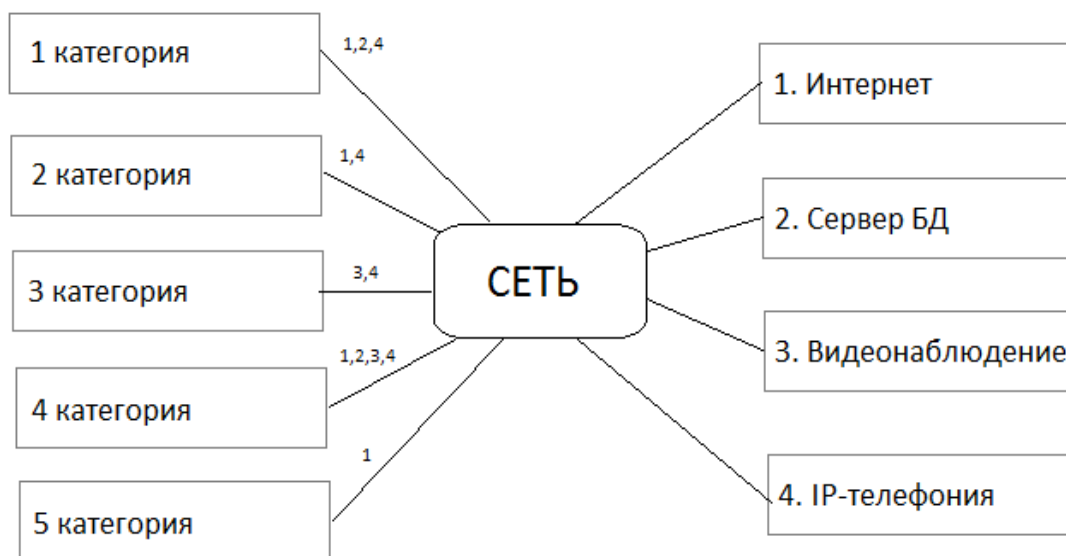 1 категория
1,2,4
2 категория
1,4
3 категория
3,4
4 категория
1,2,3,4
5 категория
1
СЕТЬ
1. Интернет
2. Сервер БД
3. Видеонаблюдение
4. IP-телефония